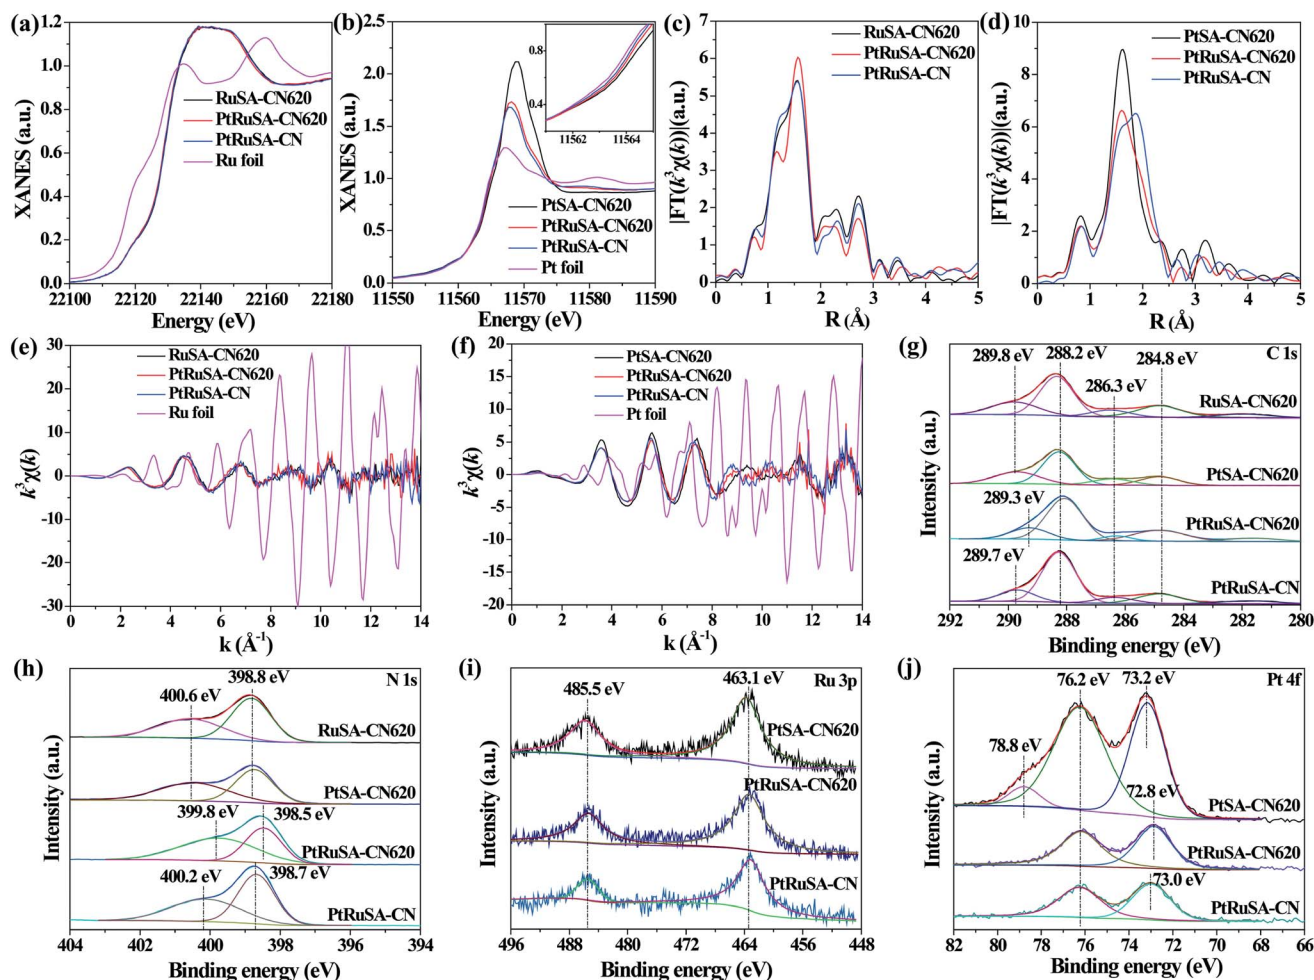 (a)
1.2
1.0
0.8
0.6
0.4
0.2
0.0
XANES (a.u.)
RuSA-CN620
PtRuSA-CN620
PtRuSA-CN
Ru foil
22100 22120 22140 22160 22180
Energy (eV)
(b)
2.5
2.0
1.5
1.0
0.5
0.0
XANES (a.u.)
0.8
0.4
11562 11564
PtSA-CN620
PtRuSA-CN620
PtRuSA-CN
Pt foil
11550 11560 11570 11580 11590
Energy (eV)
(c)
7
6
5
4
3
2
1
0
|FT(k³χ(k))|(a.u.)
RuSA-CN620
PtRuSA-CN620
PtRuSA-CN
0 1 2 3 4 5
R (Å)
(d)
10
8
6
4
2
0
|FT(k³χ(k))|(a.u.)
PtSA-CN620
PtRuSA-CN620
PtRuSA-CN
0 1 2 3 4 5
R (Å)
(e)
30
20
10
0
-10
-20
-30
k³χ(k)
RuSA-CN620
PtRuSA-CN620
PtRuSA-CN
Ru foil
0 2 4 6 8 10 12 14
k (Å⁻¹)
(f)
20
15
10
5
0
-5
-10
-15
-20
k³χ(k)
PtSA-CN620
PtRuSA-CN620
PtRuSA-CN
Pt foil
0 2 4 6 8 10 12 14
k (Å⁻¹)
(g)
C 1s
Intensity (a.u.)
289.8 eV 288.2 eV 284.8 eV
286.3 eV
RuSA-CN620
PtSA-CN620
289.3 eV
PtRuSA-CN620
289.7 eV
PtRuSA-CN
292 290 288 286 284 282 280
Binding energy (eV)
(h)
N 1s
Intensity (a.u.)
398.8 eV
400.6 eV
RuSA-CN620
PtSA-CN620
399.8 eV
398.5 eV
PtRuSA-CN620
400.2 eV
398.7 eV
PtRuSA-CN
404 402 400 398 396 394
Binding energy (eV)
(i)
Ru 3p
Intensity (a.u.)
485.5 eV 463.1 eV
PtSA-CN620
PtRuSA-CN620
PtRuSA-CN
496 488 480 472 464 456 448
Binding energy (eV)
(j)
Pt 4f
Intensity (a.u.)
76.2 eV 73.2 eV
78.8 eV
72.8 eV
PtSA-CN620
PtRuSA-CN620
73.0 eV
PtRuSA-CN
82 80 78 76 74 72 70 68 66
Binding energy (eV)